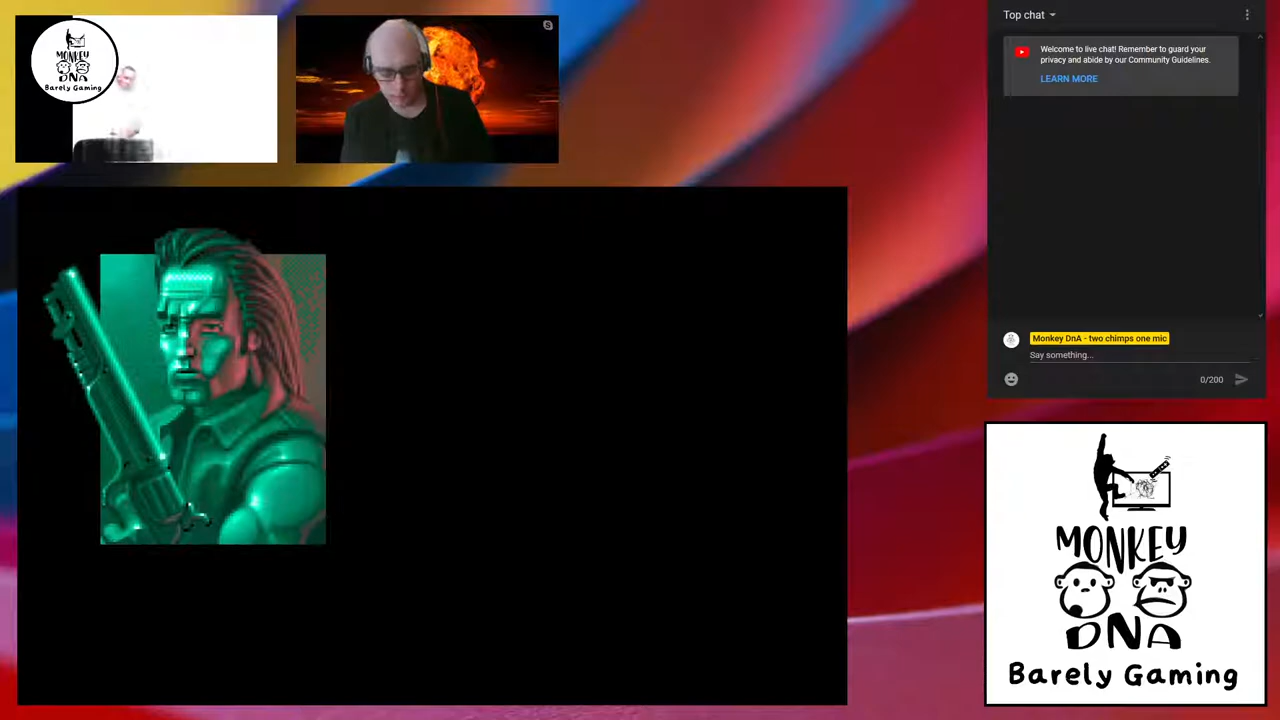 MONKEY
DNA
Barely Gaming
Top chat
Welcome to live chat! Remember to guard your
privacy and abide by our Community Guidelines.
LEARN MORE
Monkey DnA - two chimps one mic
Say something...
0/200
MONKEY
DNA
Barely Gaming